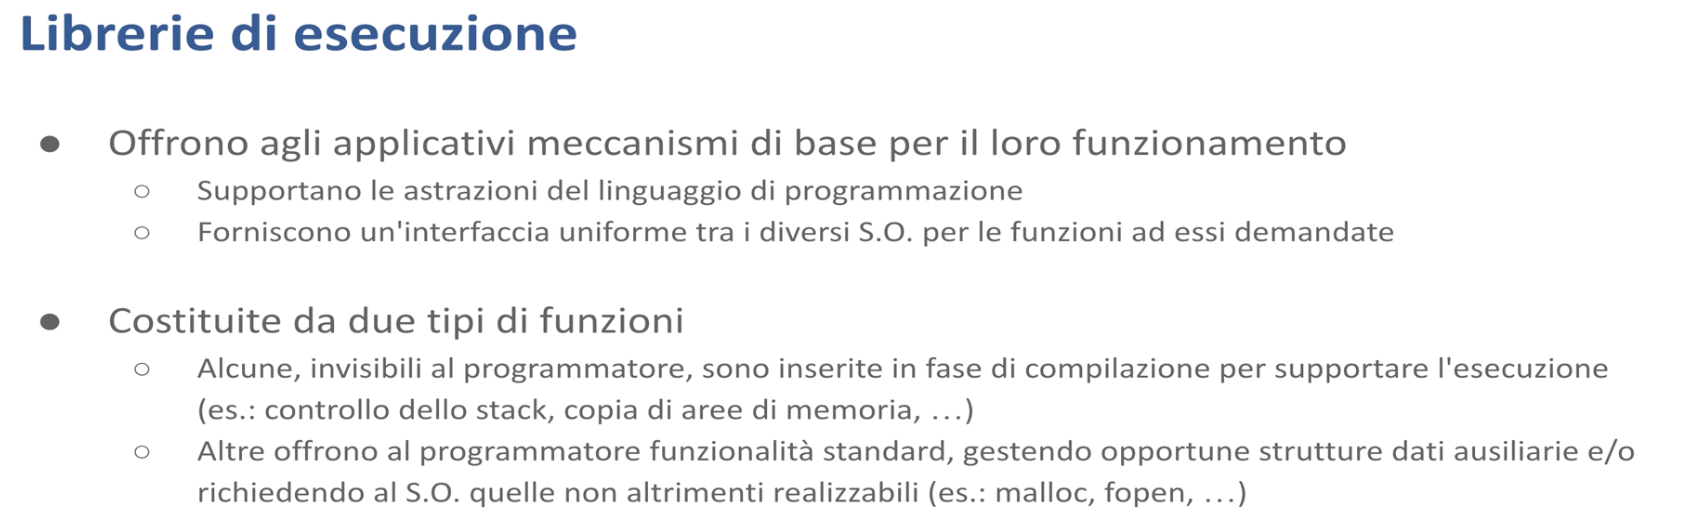 Librerie di esecuzione
● Offrono agli applicativi meccanismi di base per il loro funzionamento
○ Supportano le astrazioni del linguaggio di programmazione
○ Forniscono un'interfaccia uniforme tra i diversi S.O. per le funzioni ad essi demandate
● Costituite da due tipi di funzioni
○ Alcune, invisibili al programmatore, sono inserite in fase di compilazione per supportare l'esecuzione
(es.: controllo dello stack, copia di aree di memoria, …)
○ Altre offrono al programmatore funzionalità standard, gestendo opportune strutture dati ausiliarie e/o
richiedendo al S.O. quelle non altrimenti realizzabili (es.: malloc, fopen, …)